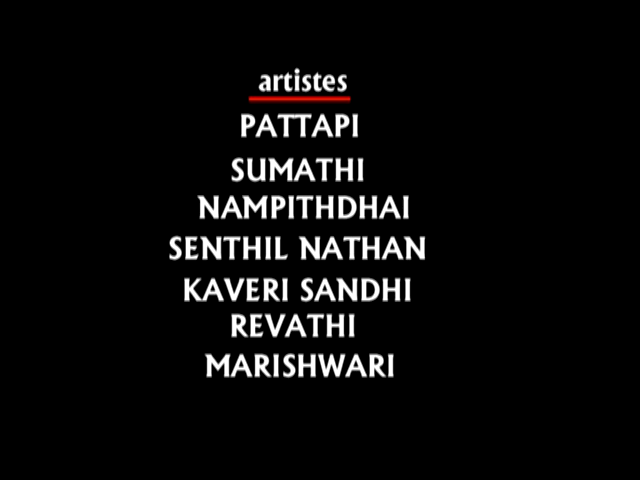 artistes
PATTAPI
SUMATHI
NAMPITHDHAI
SENTHIL NATHAN
KAVERI SANDHI
REVATHI
MARISHWARI